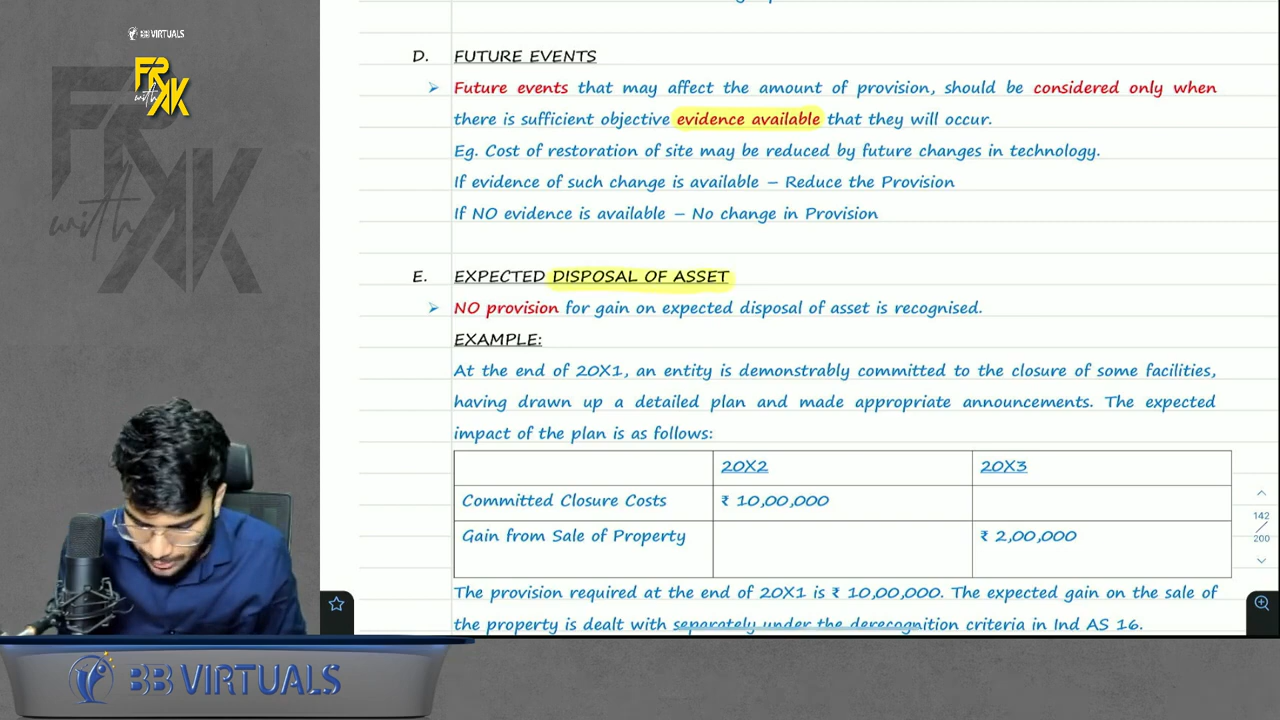 BB VIRTUALS
FR
with
AK
FR
with
AK
D. FUTURE EVENTS
➢ Future events that may affect the amount of provision, should be considered only when
there is sufficient objective evidence available that they will occur.
Eg. Cost of restoration of site may be reduced by future changes in technology.
If evidence of such change is available – Reduce the Provision
If NO evidence is available – No change in Provision
E. EXPECTED DISPOSAL OF ASSET
➢ NO provision for gain on expected disposal of asset is recognised.
EXAMPLE:
At the end of 20X1, an entity is demonstrably committed to the closure of some facilities,
having drawn up a detailed plan and made appropriate announcements. The expected
impact of the plan is as follows:
20X2 20X3
Committed Closure Costs ₹ 10,00,000
Gain from Sale of Property ₹ 2,00,000
The provision required at the end of 20X1 is ₹ 10,00,000. The expected gain on the sale of
the property is dealt with separately under the derecognition criteria in Ind AS 16.
142
200
BB VIRTUALS